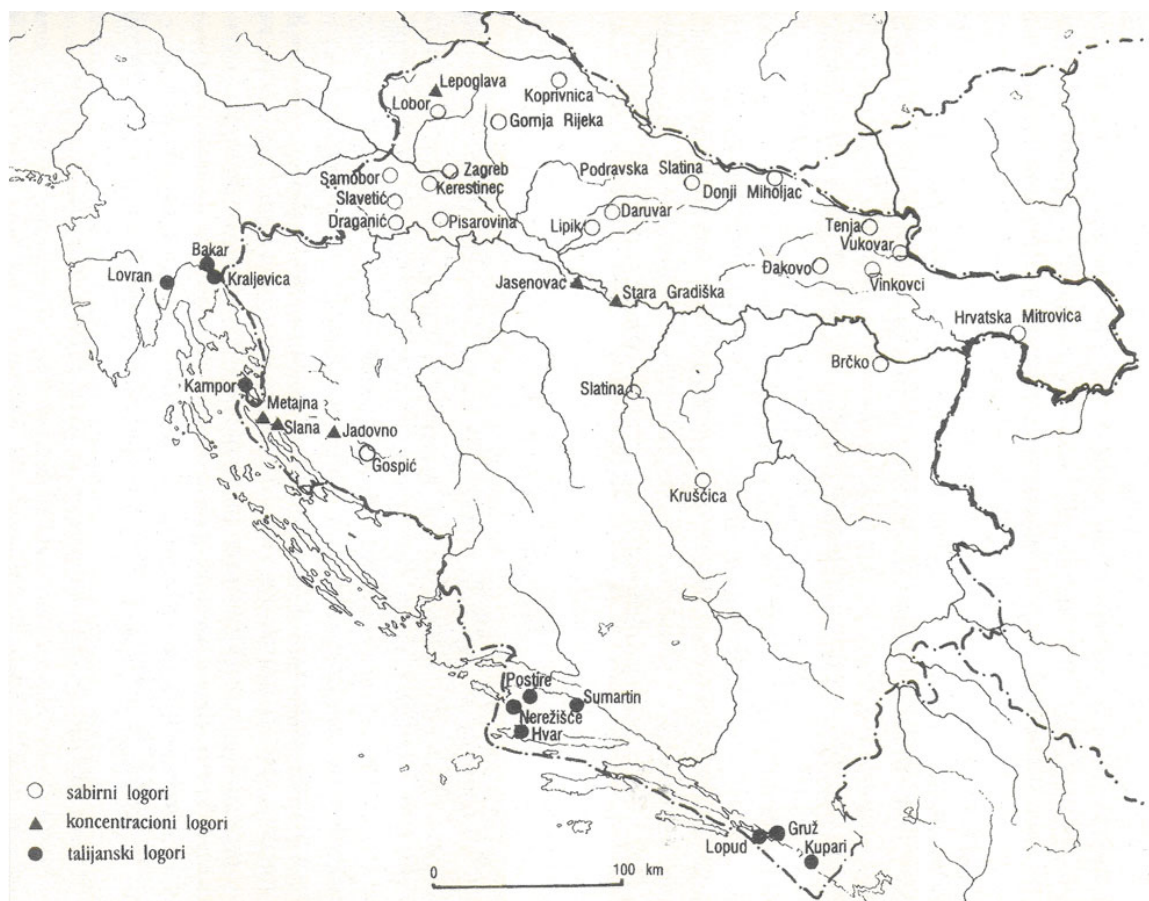 Lepoglava
Koprivnica
Lobor
Gornja Rijeka
Zagreb
Podravska Slatina
Samobor
Kerestinec
Donji Miholjac
Slavetić
Daruvar
Draganić
Pisarovina
Lipik
Tenja
Vukovar
Bakar
Đakovo
Lovran
Kraljevica
Vinkovci
Jasenovac
Stara Gradiška
Hrvatska Mitrovica
Brčko
Kampor
Slatina
Metajna
Slana
Jadovno
Gospić
Kruščica
Postire
Sumartin
Nerežišće
Hvar
sabirni logori
koncentracioni logori
talijanski logori
Gruž
Lopud
Kupari
0
100 km